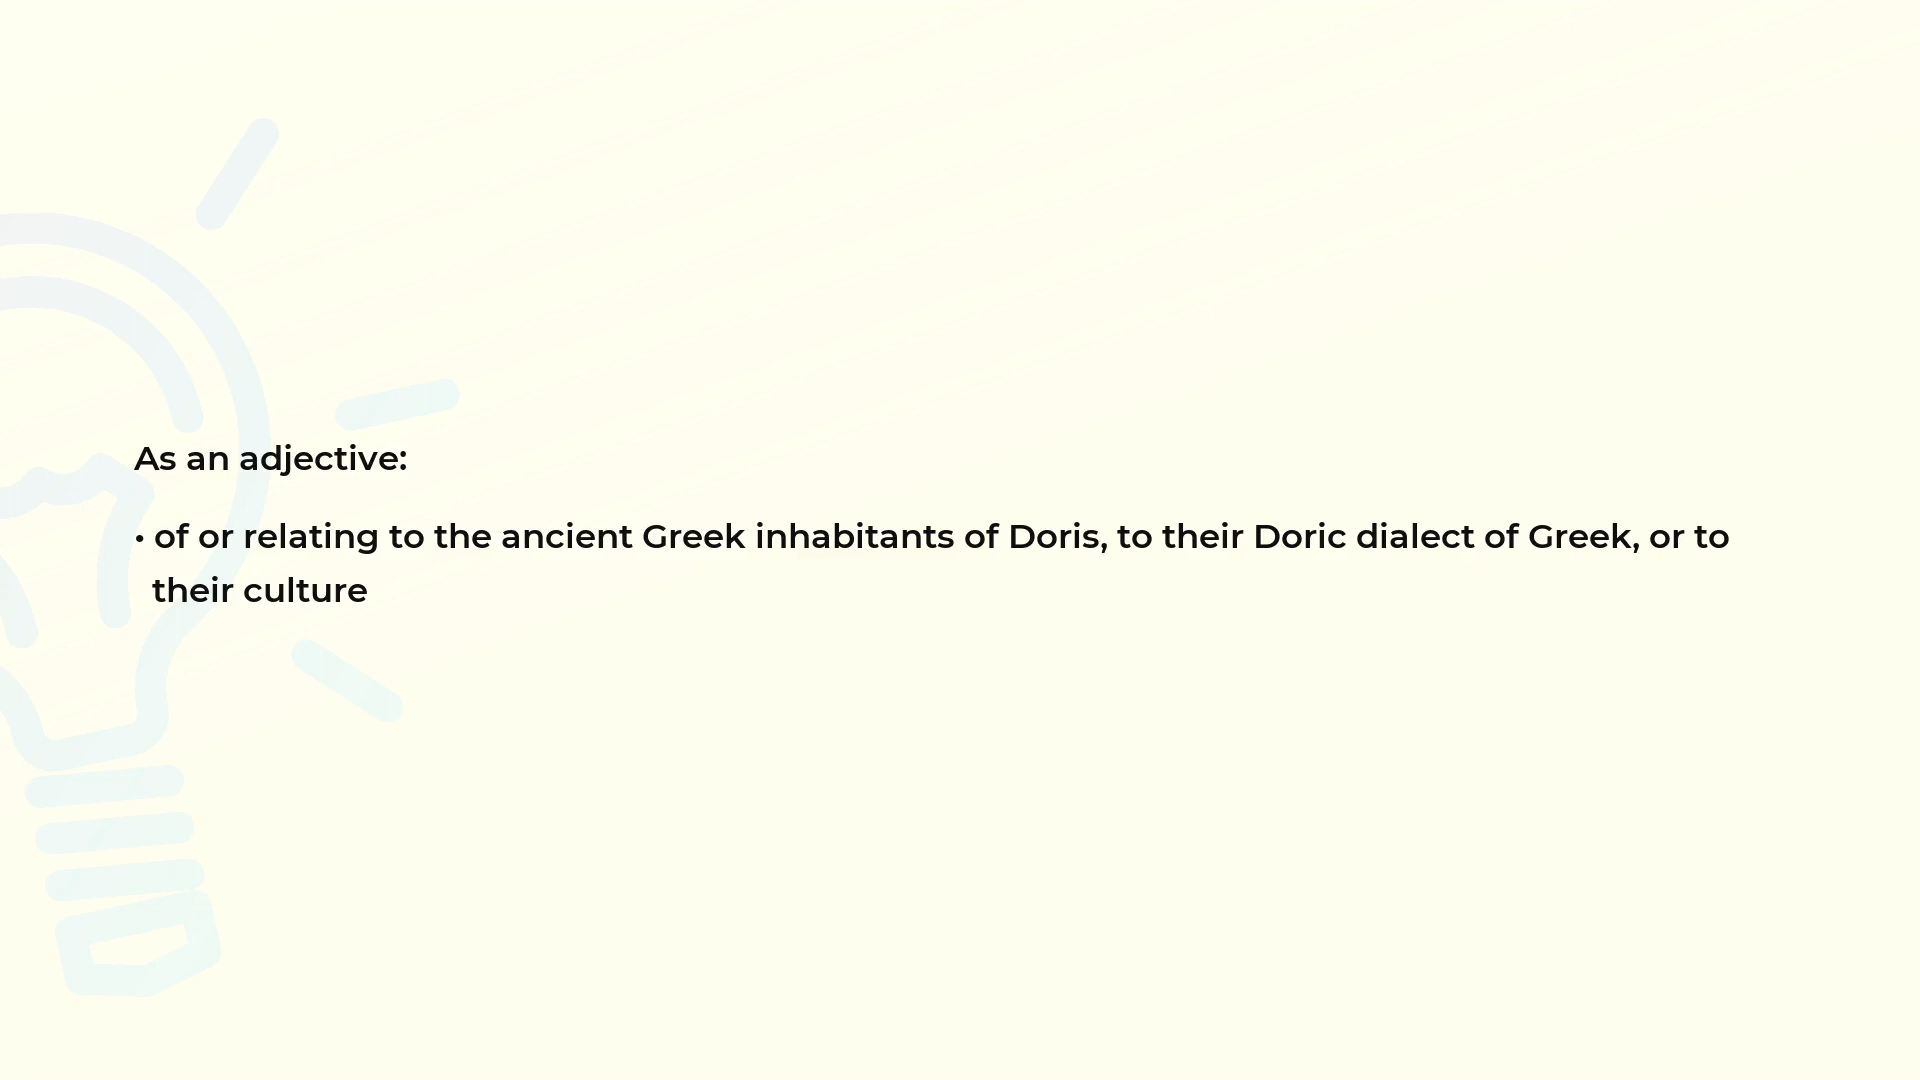 As an adjective:
• of or relating to the ancient Greek inhabitants of Doris, to their Doric dialect of Greek, or to
their culture